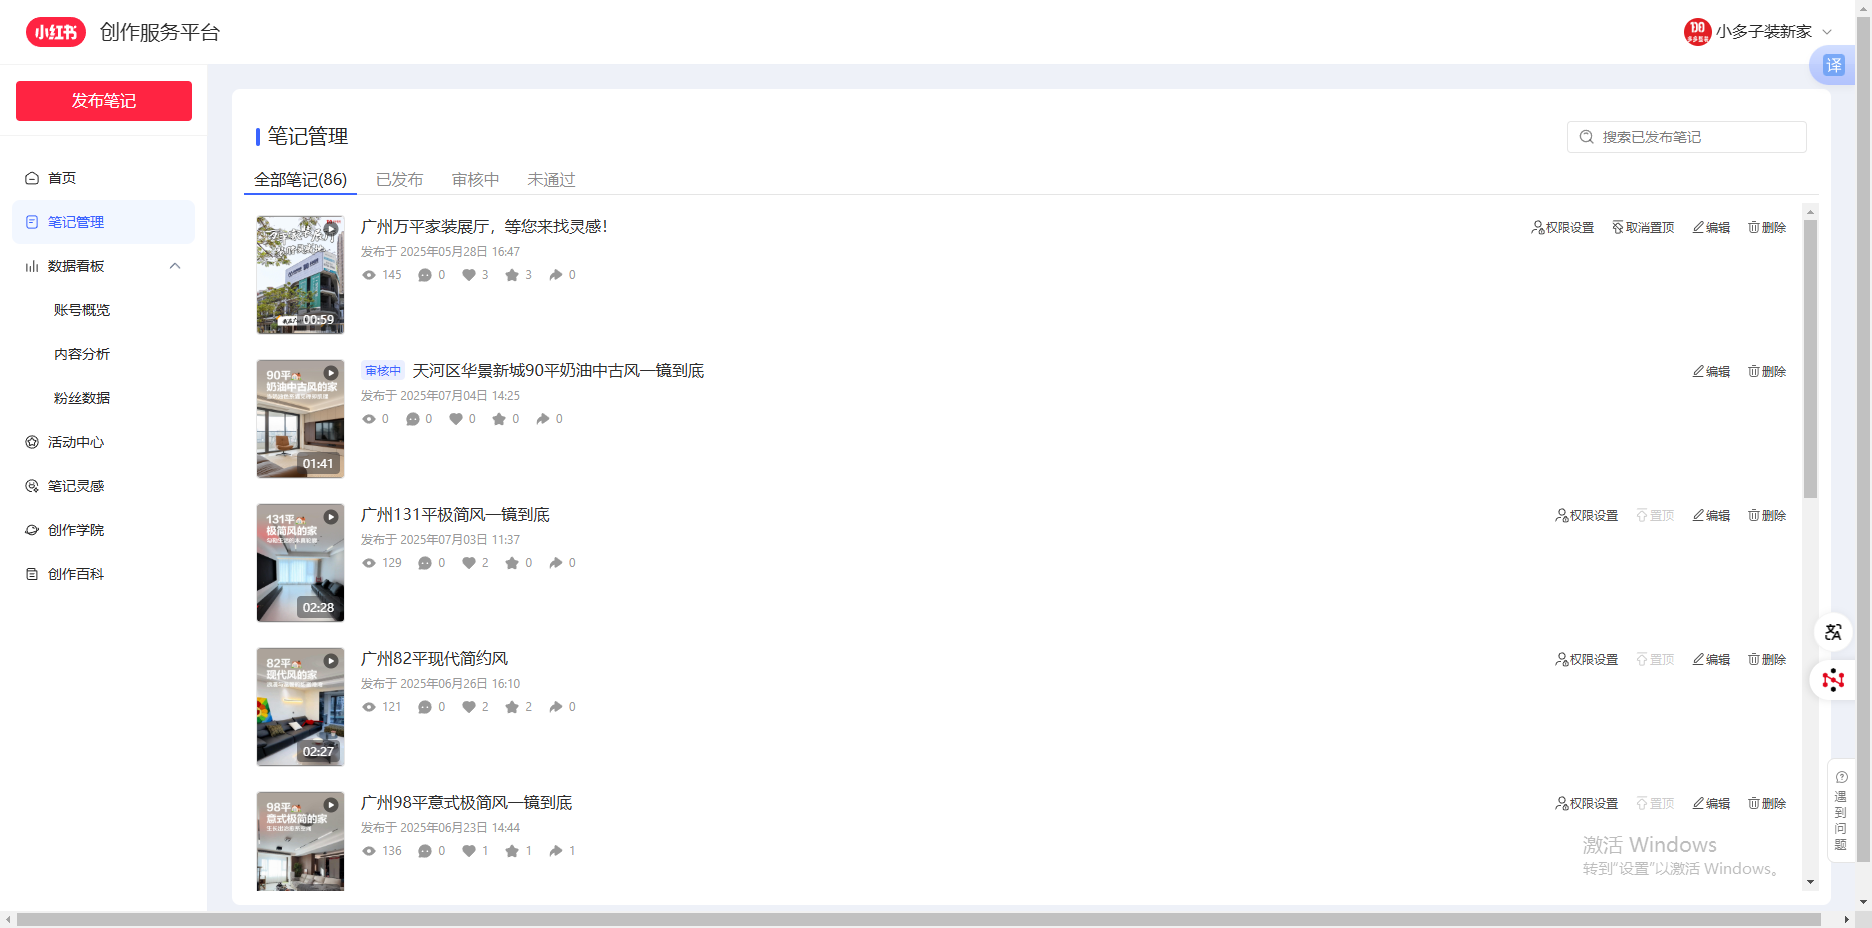 小红书 创作服务平台
小多子装新家
译
发布笔记
首页
笔记管理
数据看板
账号概览
内容分析
粉丝数据
活动中心
笔记灵感
创作学院
创作百科
笔记管理
搜索已发布笔记
全部笔记(86) 已发布 审核中 未通过
00:59
广州万平家装展厅，等您来找灵感！
发布于 2025年05月28日 16:47
145 0 3 3 0
权限设置 取消置顶 编辑 删除
90平
奶油中古风的家
01:41
审核中 天河区华景新城90平奶油中古风一镜到底
发布于 2025年07月04日 14:25
0 0 0 0 0
编辑 删除
131平
极简风的家
02:28
广州131平极简风一镜到底
发布于 2025年07月03日 11:37
129 0 2 0 0
权限设置 置顶 编辑 删除
82平
现代风的家
02:27
广州82平现代简约风
发布于 2025年06月26日 16:10
121 0 2 2 0
权限设置 置顶 编辑 删除
98平
意式极简的家
广州98平意式极简风一镜到底
发布于 2025年06月23日 14:44
136 0 1 1 1
权限设置 置顶 编辑 删除
遇到问题
激活 Windows
转到“设置”以激活 Windows。